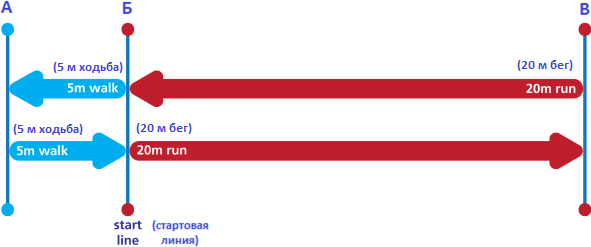 А Б В
(5 м ходьба) (20 м бег)
5m walk 20m run
(5 м ходьба) (20 м бег)
5m walk 20m run
start (стартовая
line линия)